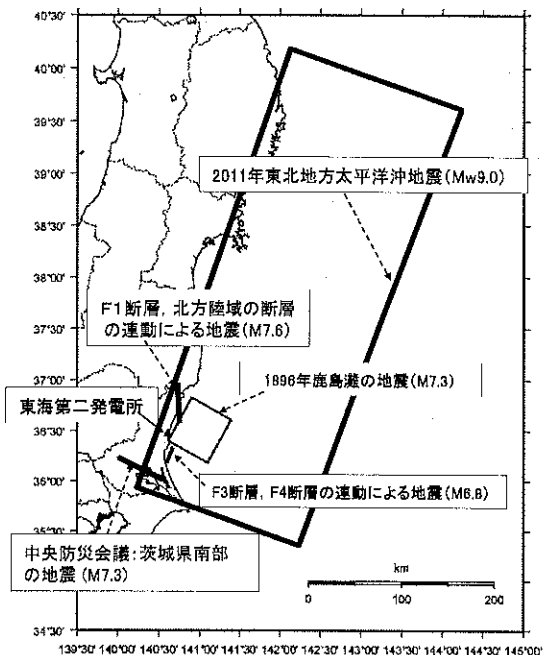 40°30'
40°00'
39°30'
39°00'
38°30'
38°00'
37°30'
37°00'
36°30'
36°00'
35°30'
34°30'
2011年東北地方太平洋沖地震(Mw9.0)
F1断層, 北方陸域の断層
の連動による地震(M7.6)
1896年鹿島灘の地震(M7.3)
東海第二発電所
F3断層, F4断層の連動による地震(M6.8)
中央防災会議:茨城県南部
の地震(M7.3)
km
0 100 200
139°30' 140°00' 140°30' 141°00' 141°30' 142°00' 142°30' 143°00' 143°30' 144°00' 144°30' 145°00'